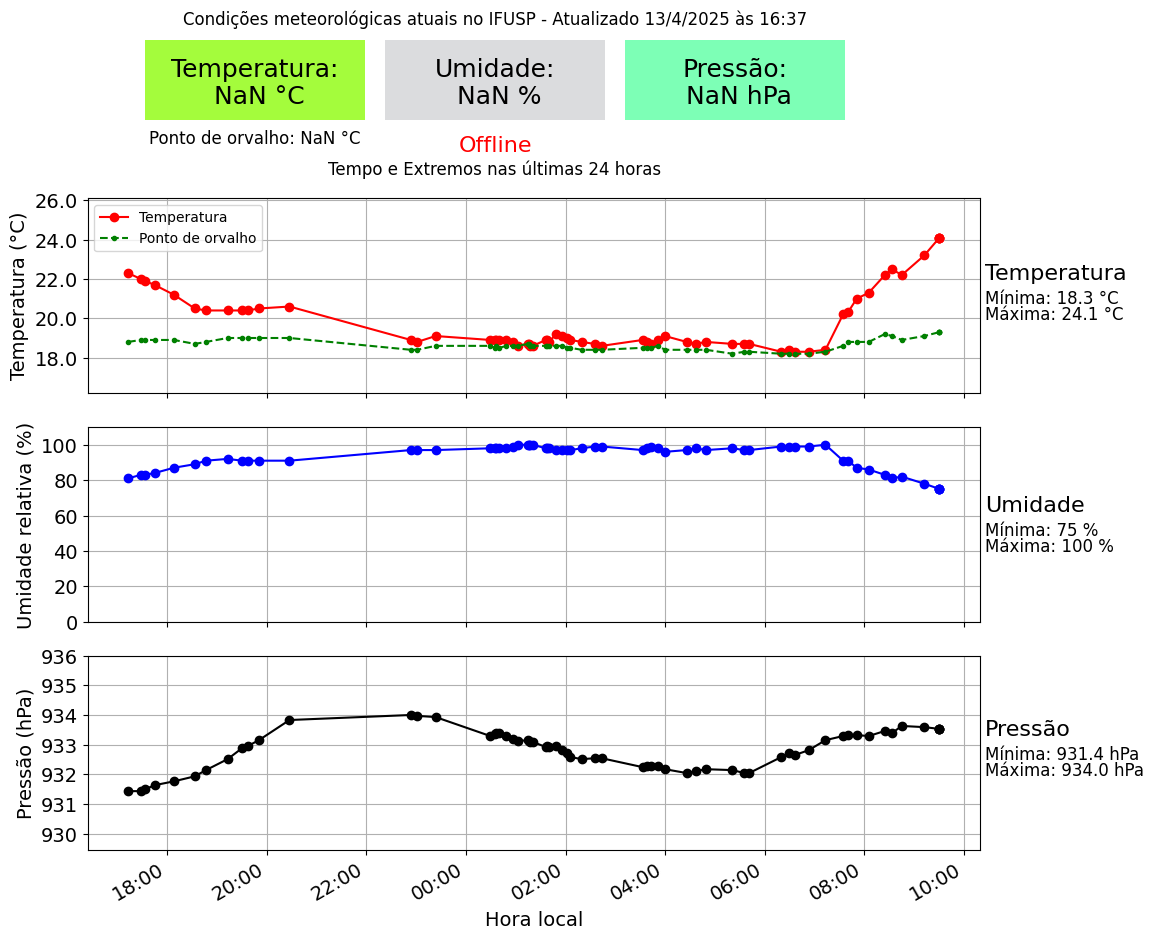 Condições meteorológicas atuais no IFUSP - Atualizado 13/4/2025 às 16:37
Temperatura:
NaN °C
Umidade:
NaN %
Pressão:
NaN hPa
Ponto de orvalho: NaN °C
Offline
Tempo e Extremos nas últimas 24 horas
Temperatura (°C)
26.0
24.0
22.0
20.0
18.0
Temperatura
Ponto de orvalho
Temperatura
Mínima: 18.3 °C
Máxima: 24.1 °C
Umidade relativa (%)
100
80
60
40
20
0
Umidade
Mínima: 75 %
Máxima: 100 %
Pressão (hPa)
936
935
934
933
932
931
930
Pressão
Mínima: 931.4 hPa
Máxima: 934.0 hPa
18:00
20:00
22:00
00:00
02:00
04:00
06:00
08:00
10:00
Hora local